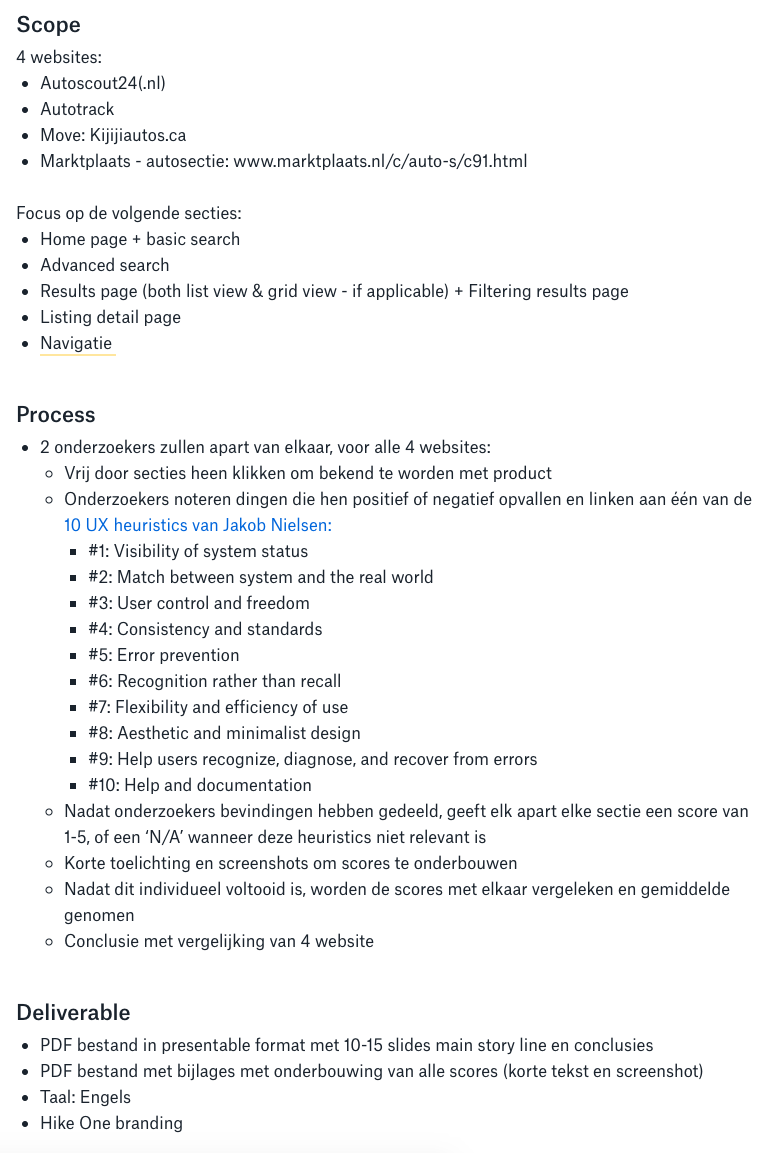 Scope
4 websites:
• Autoscout24(.nl)
• Autotrack
• Move: Kijijiautos.ca
• Marktplaats - autosectie: www.marktplaats.nl/c/auto-s/c91.html
Focus op de volgende secties:
• Home page + basic search
• Advanced search
• Results page (both list view & grid view - if applicable) + Filtering results page
• Listing detail page
• Navigatie
Process
• 2 onderzoekers zullen apart van elkaar, voor alle 4 websites:
◦ Vrij door secties heen klikken om bekend te worden met product
◦ Onderzoekers noteren dingen die hen positief of negatief opvallen en linken aan één van de
10 UX heuristics van Jakob Nielsen:
▪ #1: Visibility of system status
▪ #2: Match between system and the real world
▪ #3: User control and freedom
▪ #4: Consistency and standards
▪ #5: Error prevention
▪ #6: Recognition rather than recall
▪ #7: Flexibility and efficiency of use
▪ #8: Aesthetic and minimalist design
▪ #9: Help users recognize, diagnose, and recover from errors
▪ #10: Help and documentation
◦ Nadat onderzoekers bevindingen hebben gedeeld, geeft elk apart elke sectie een score van
1-5, of een ‘N/A’ wanneer deze heuristics niet relevant is
◦ Korte toelichting en screenshots om scores te onderbouwen
◦ Nadat dit individueel voltooid is, worden de scores met elkaar vergeleken en gemiddelde
genomen
◦ Conclusie met vergelijking van 4 website
Deliverable
• PDF bestand in presentable format met 10-15 slides main story line en conclusies
• PDF bestand met bijlages met onderbouwing van alle scores (korte tekst en screenshot)
• Taal: Engels
• Hike One branding